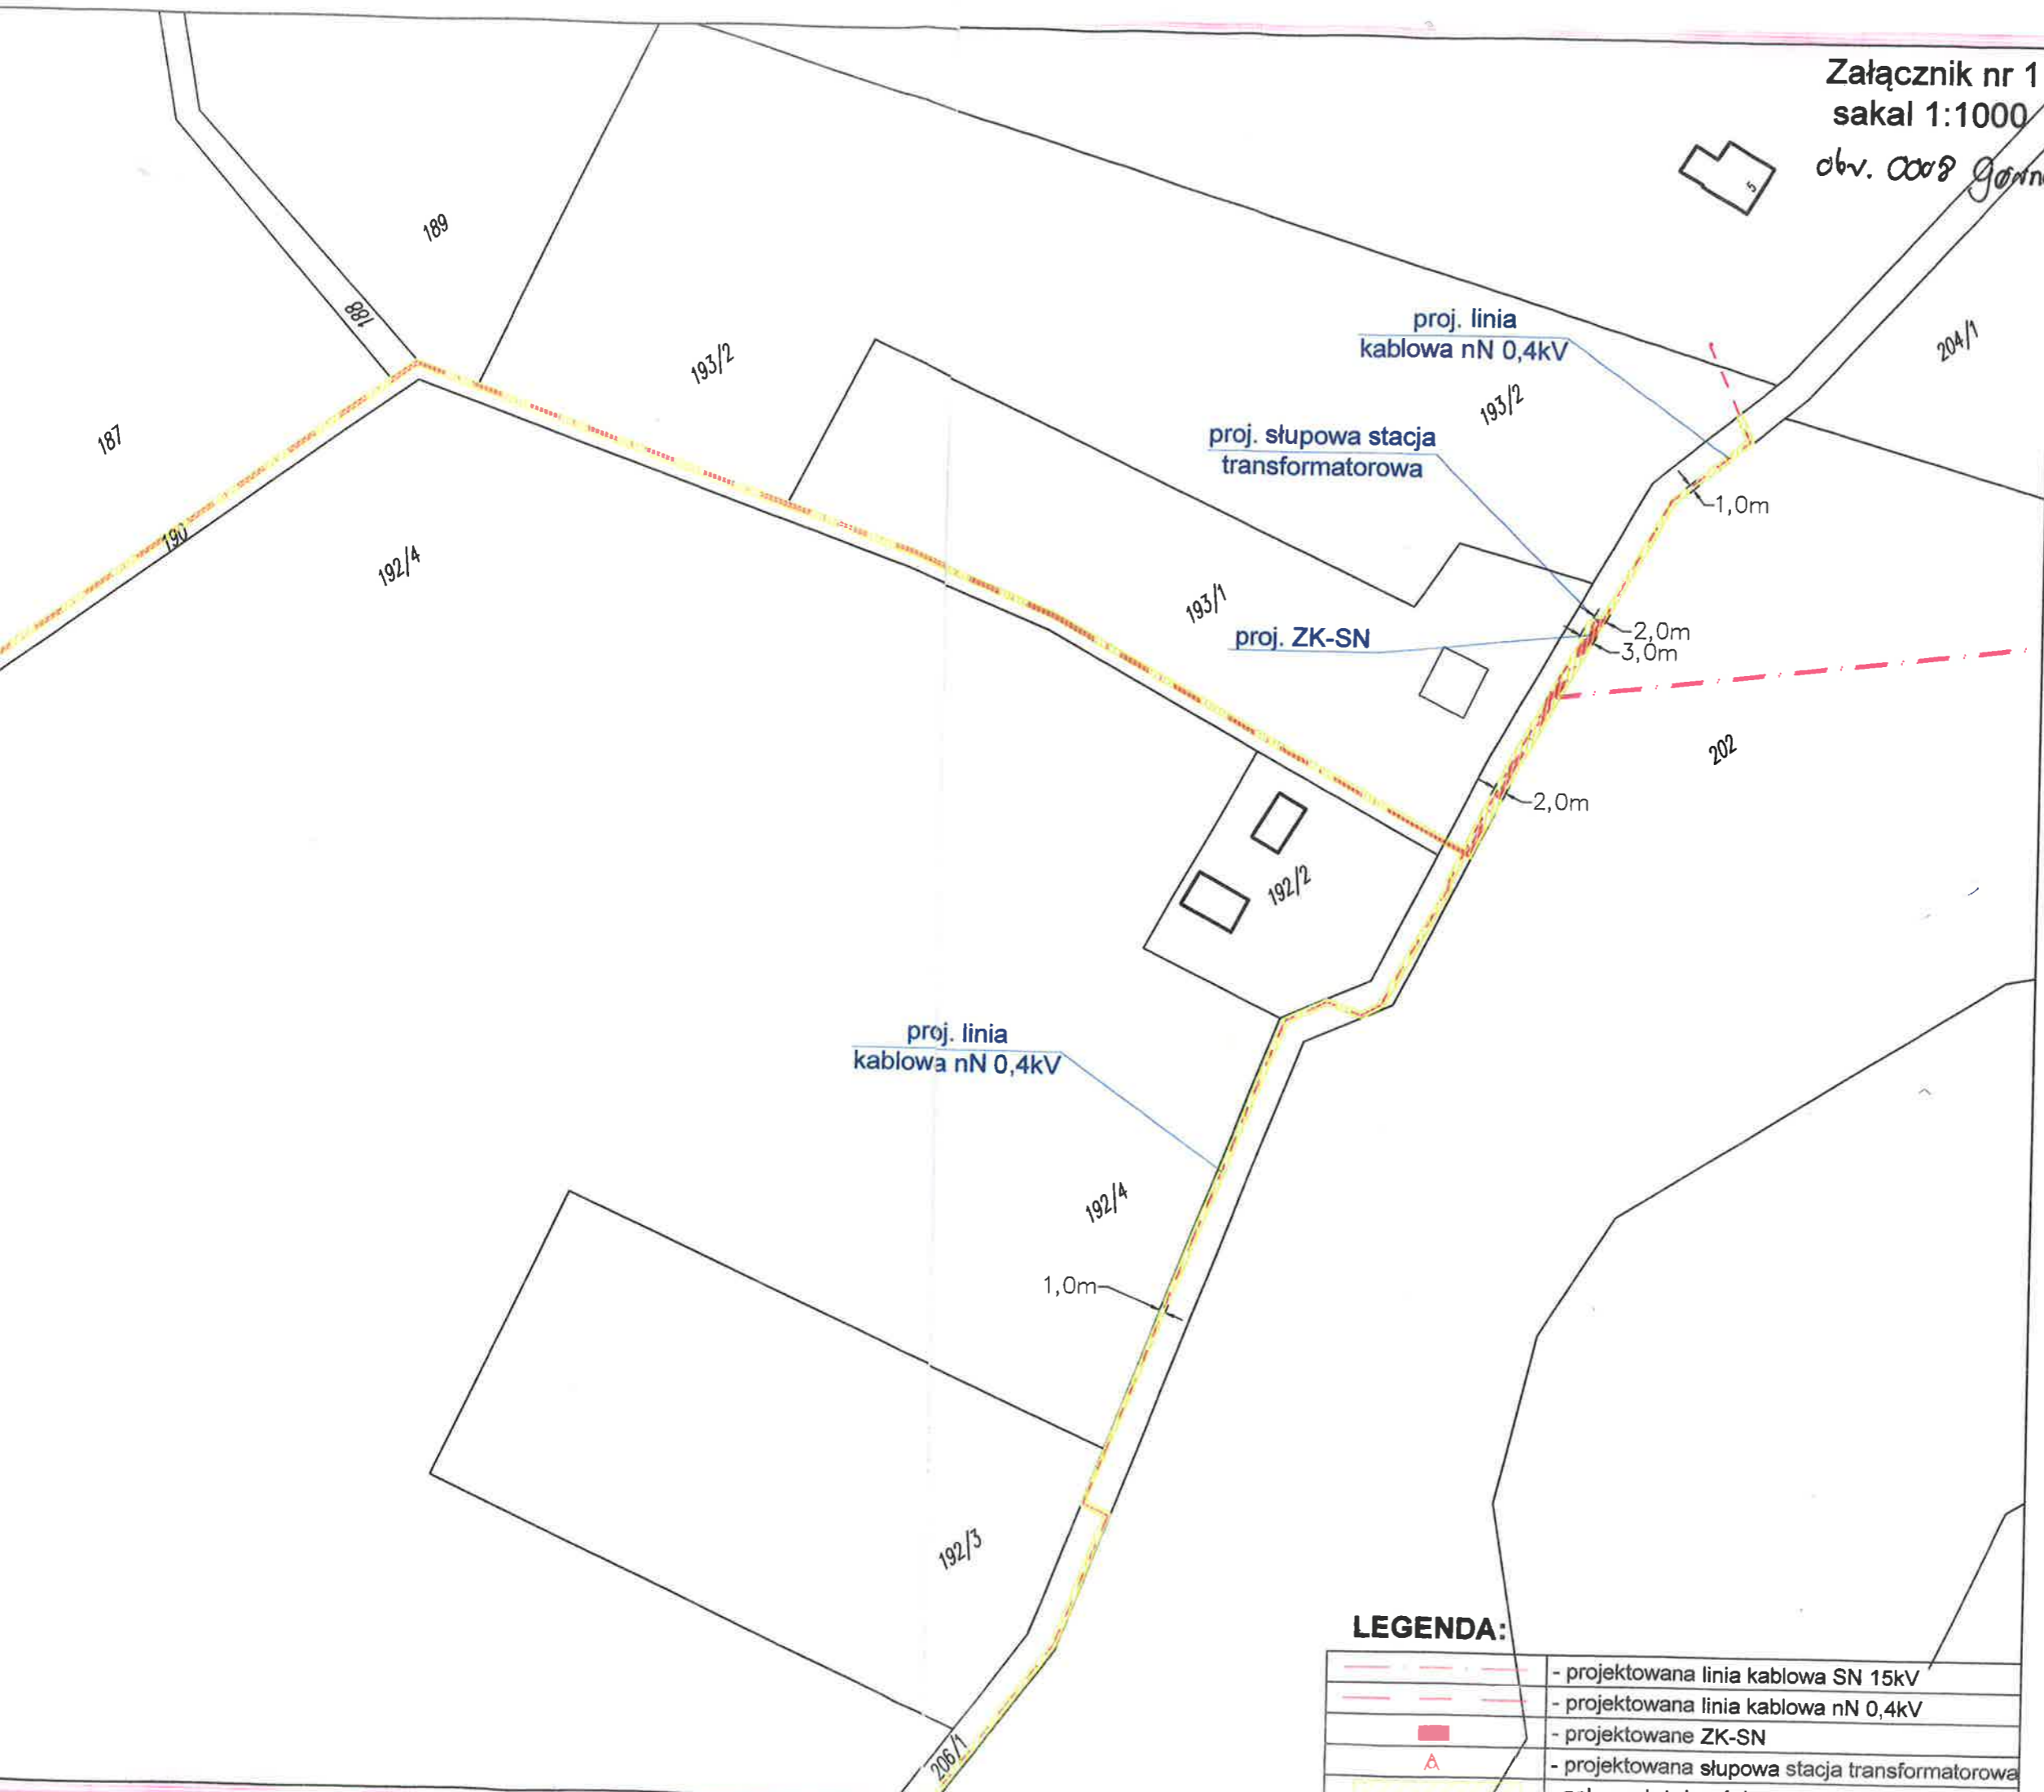 Załącznik nr 1
sakal 1:1000
obr. 0008
5
189
188
193/2
187
190
192/4
proj. linia
kablowa nN 0,4kV
193/2
204/1
proj. słupowa stacja
transformatorowa
1,0m
193/1
proj. ZK-SN
2,0m
3,0m
202
2,0m
192/2
proj. linia
kablowa nN 0,4kV
192/4
1,0m
192/3
206/1
LEGENDA:
- projektowana linia kablowa SN 15kV
- projektowana linia kablowa nN 0,4kV
- projektowane ZK-SN
- projektowana słupowa stacja transformatorowa